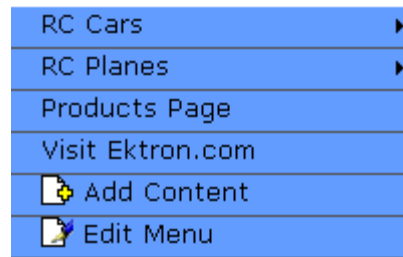 RC Cars
RC Planes
Products Page
Visit Ektron.com
Add Content
Edit Menu